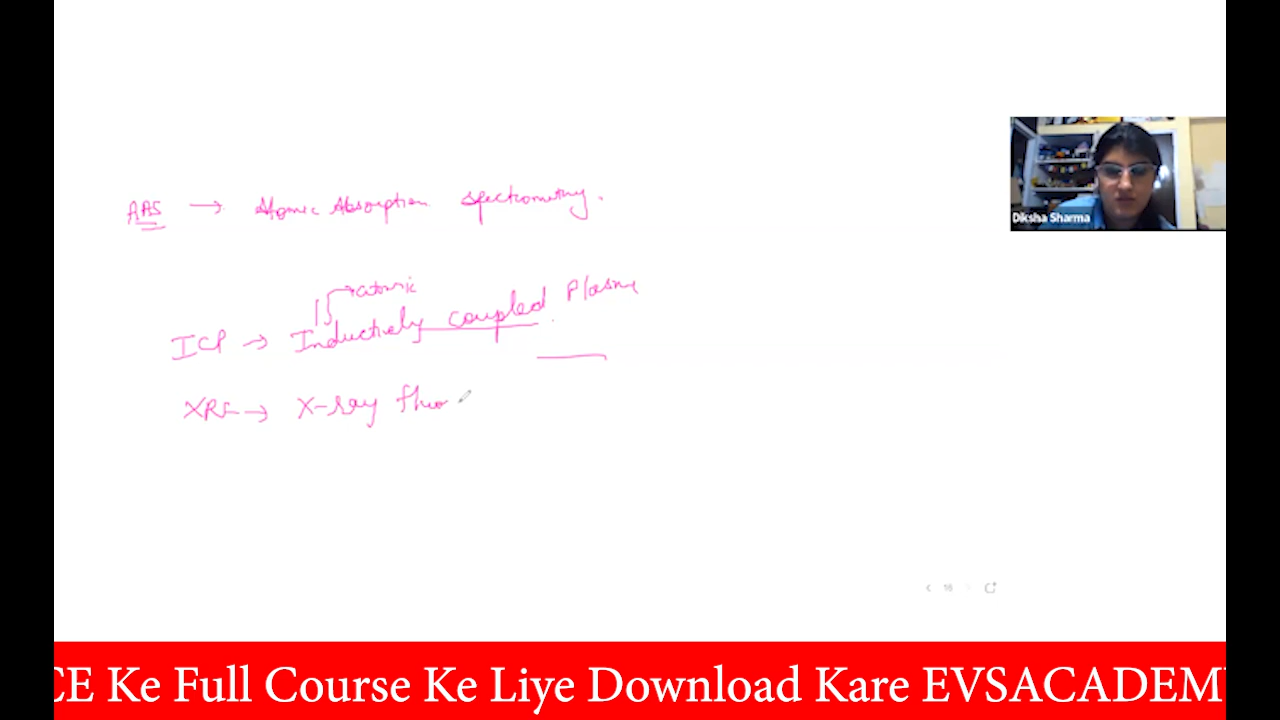 AAS → Atomic Absorption Spectrometry.
Diksha Sharma
→ atomic
ICP → Inductively coupled Plasma
XRF → X-ray fluo
CE Ke Full Course Ke Liye Download Kare EVSACADEM